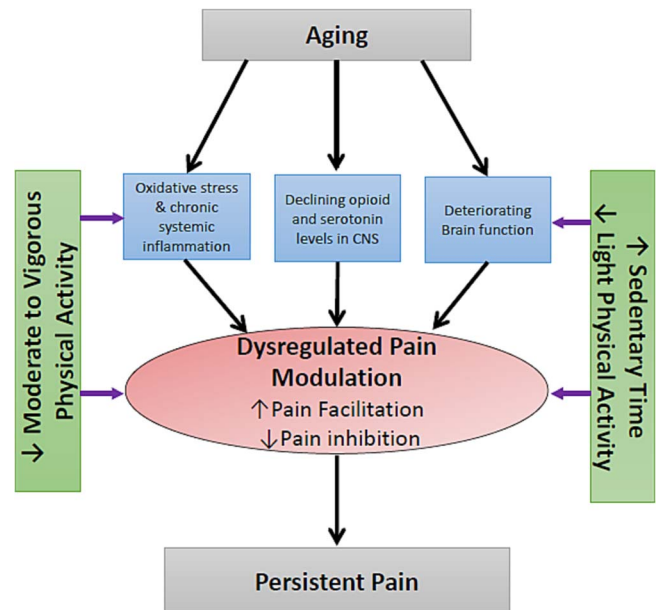 Aging
↓ Moderate to Vigorous
Physical Activity
Oxidative stress
& chronic
systemic
inflammation
Declining opioid
and serotonin
levels in CNS
Deteriorating
Brain function
↑ Sedentary Time
↓ Light Physical Activity
Dysregulated Pain
Modulation
↑Pain Facilitation
↓Pain inhibition
Persistent Pain